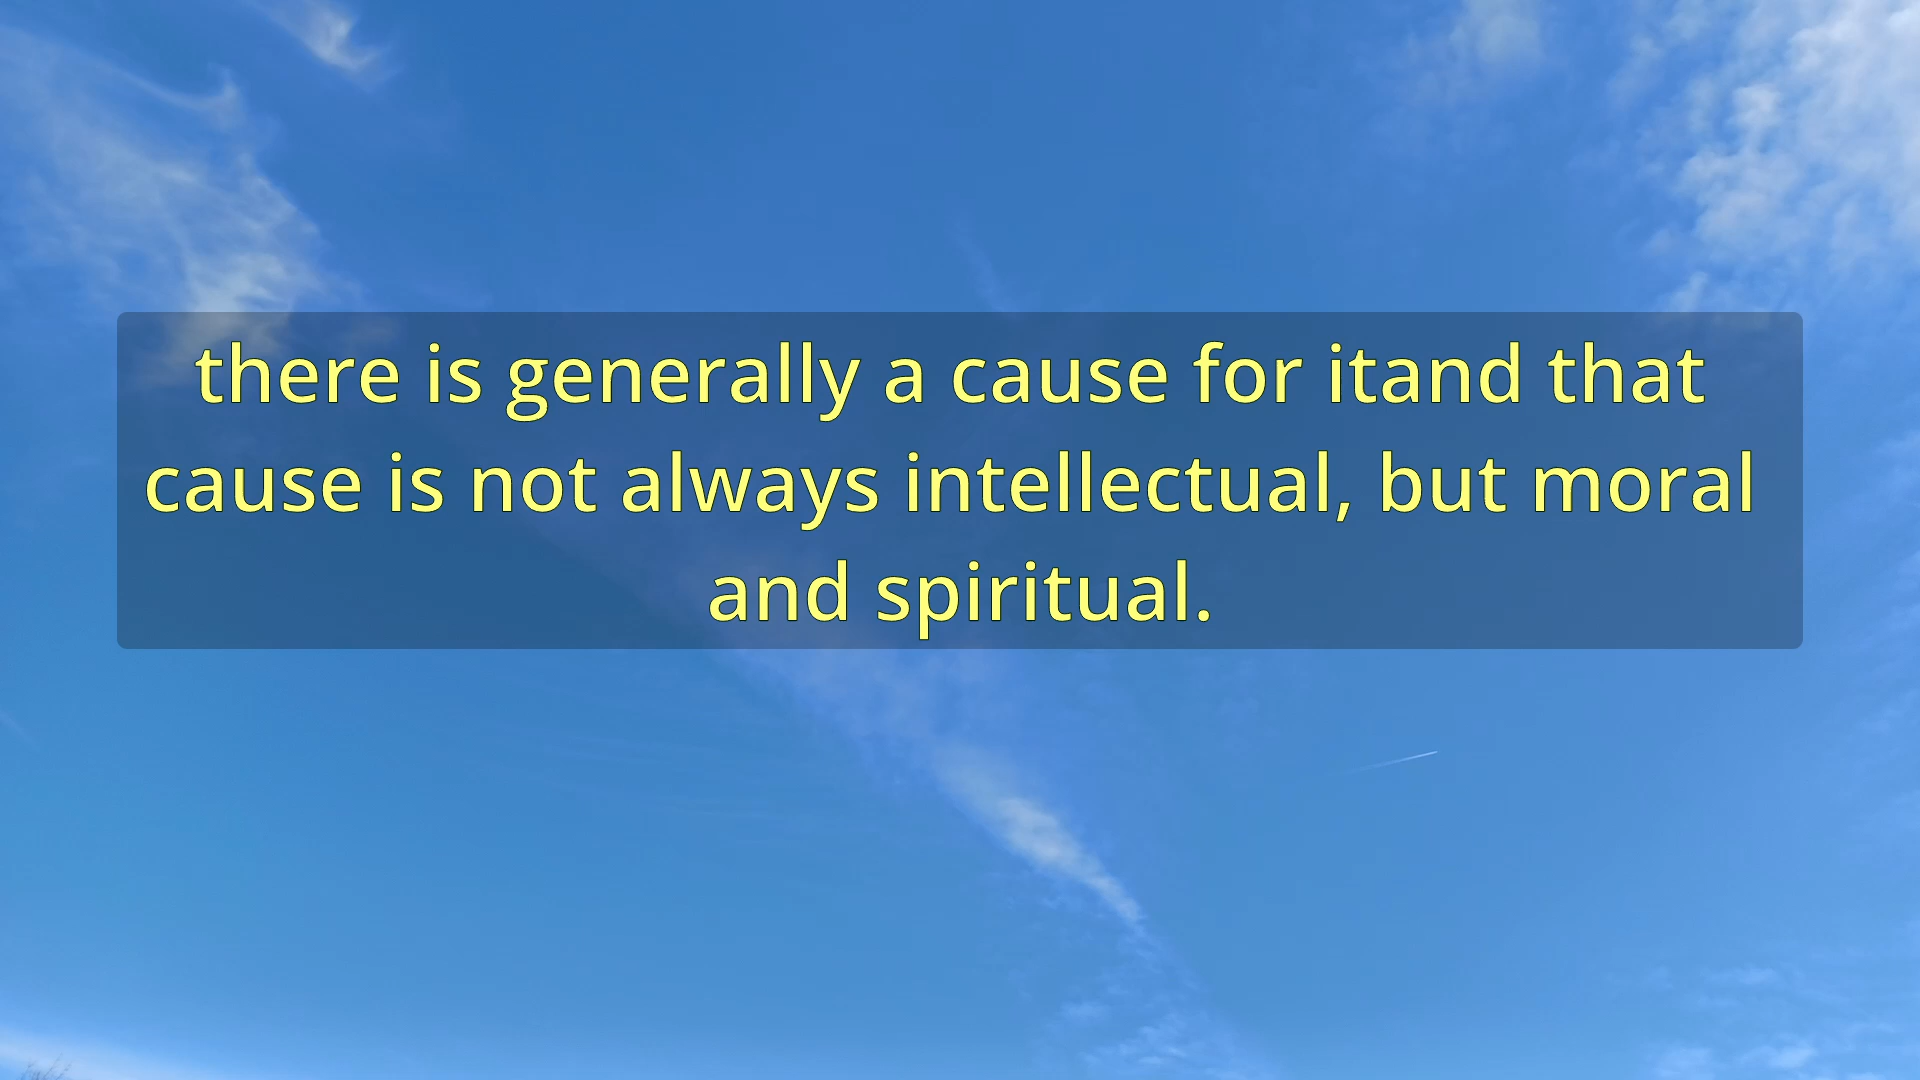 there is generally a cause for itand that
cause is not always intellectual, but moral
and spiritual.